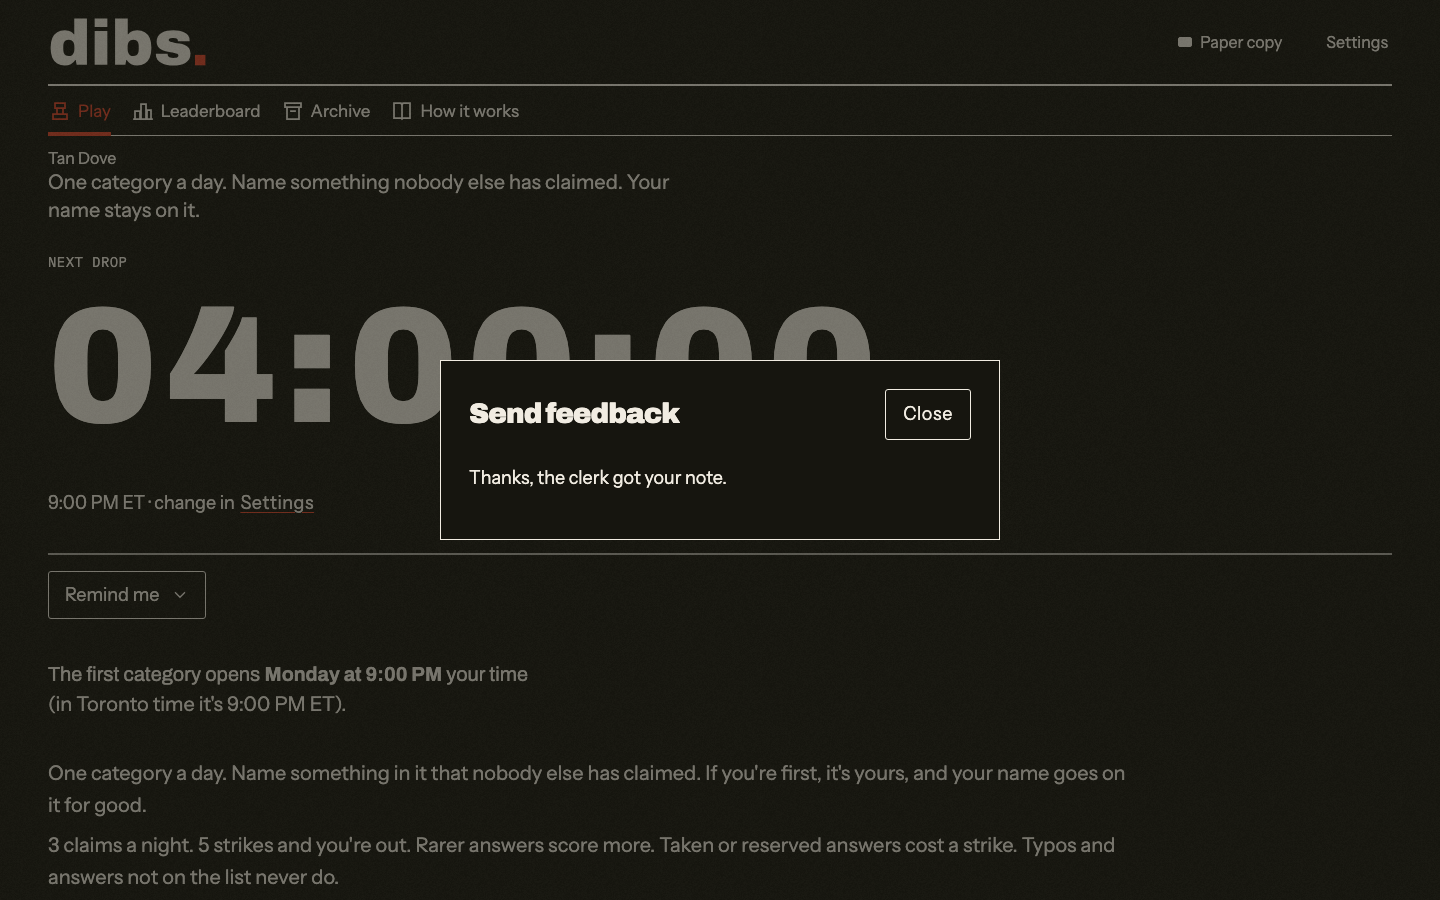 dibs.
Paper copy
Settings
Play
Leaderboard
Archive
How it works
Tan Dove
One category a day. Name something nobody else has claimed. Your
name stays on it.
NEXT DROP
04:00:00
Send feedback
Close
Thanks, the clerk got your note.
9:00 PM ET · change in Settings
Remind me
The first category opens Monday at 9:00 PM your time
(in Toronto time it's 9:00 PM ET).
One category a day. Name something in it that nobody else has claimed. If you're first, it's yours, and your name goes on
it for good.
3 claims a night. 5 strikes and you're out. Rarer answers score more. Taken or reserved answers cost a strike. Typos and
answers not on the list never do.